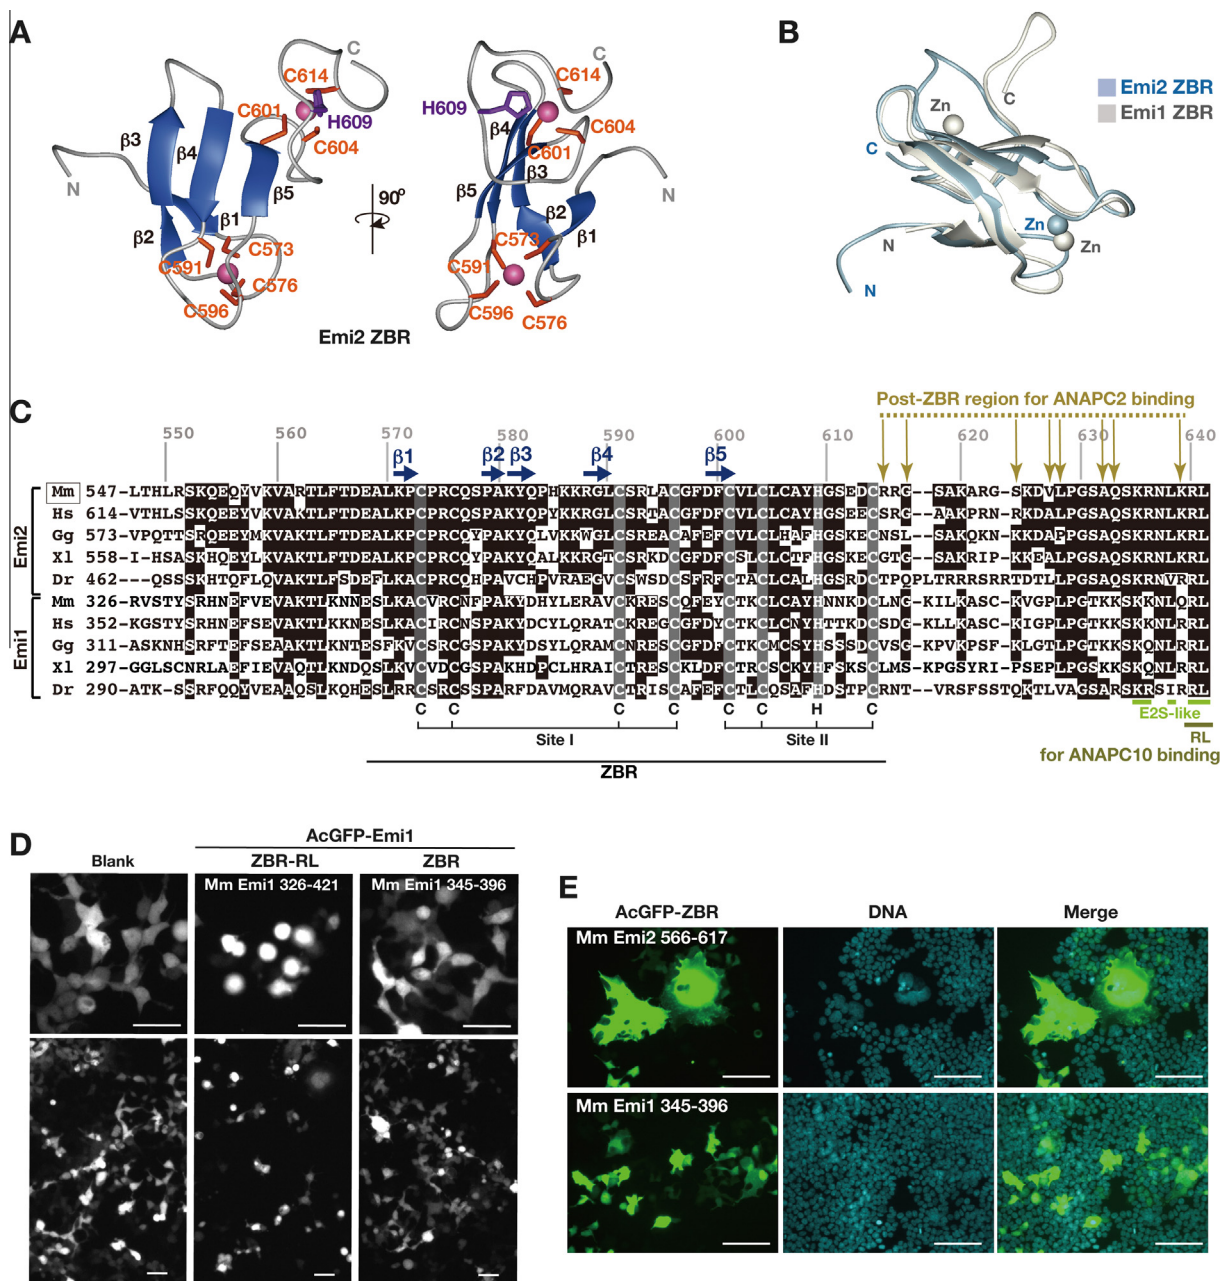 A
C
C614
C601
H609
C604
β3
β4
N
β5
β1
β2
C573
C591
C576
C596
90°
C614
H609
β4
C604
C601
β3
β5
N
β2
β1
C573
C591
C596
C576
Emi2 ZBR
B
Emi2 ZBR
Emi1 ZBR
Zn
C
C
Zn
Zn
N
N
C
Post-ZBR region for ANAPC2 binding
550 560 570 580 590 600 610 620 630 640
β1 β2 β3 β4 β5
Emi2
Mm 547-LTHLRSKQEQYVKVARTLFTDEALKPCPRCQSPAKYQPHKKRGLCSRLACGFDFCVLCLCAYHGSEDCRRG--SAKARG-SKDVLPGSAQSKRNLKRL
Hs 614-VTHLSSKQEEYVKVAKTLFTDEALKPCPRCQSPAKYQPYKKRGLCSRTACGFDFCVLCLCAYHGSEECSRG--AAKPRN-RKDALPGSAQSKRNLKRL
Gg 573-VPQTTSRQEEYMKVAKTLFTDEALKPCPRCQYPAKYQLVKKWGLCSREACAFEFCVLCLHAFHGSKECNSL--SAKQKN-KKDAPPGSAQSKRNLKRL
Xl 558-I-HSASKHQEYLKVAKTLFTDEALKPCPRCQYPAKYQALKKRGTCSRKDCGFDFCSLCLCTFHGSKECGTG--SAKRIP-KKEALPGSAQSKRNLKRL
Dr 462---QSSSKHTQFLQVAKTLFSDEFLKACPRCQHPAVCHPVRAEGVCSWSDCSFRFCTACLCALHGSRDCTPQPLTRRRSRRTDTLLPGSAQSKRNVRRL
Emi1
Mm 326-RVSTYSRHNEFVEVAKTLKNNESLKACVRCNFPAKYDHYLERAVCKRESCQFEYCTKCLCAYHNNKDCLNG-KILKASC-KVGPLPGTKKSKKNLQRL
Hs 352-KGSTYSRHNEFSEVAKTLKKNESLKACIRCNSPAKYDCYLQRATCKREGCGFDYCTKCLCNYHTTKDCSDG-KLLKASC-KIGPLPGTKKSKKNLRRL
Gg 311-ASKNHSRFTEFSEAAKTLKNTESFKVCSRCGSPAKYDSYLQRAMCKRESCGFDFCTKCMCSYHSSSDCVSG-KPVKPSF-KLGTLPGTKKSKQNLRRL
Xl 297-GGLSCNRLAEFIEVAQTLKNDQSLKVCVDCGSPAKHDPCLHRAICTRESCKLDFCTRCSCKYHFSKSCLMS-KPGSYRI-PSEPLPGSKKSKQNLRRL
Dr 290-ATK-SSRFQQYVEAAQSLKQHESLRRCSRCSSPARFDAVMQRAVCTRISCAFEFCTLCQSAFHDSTPCRNT--VRSFSSTQKTLVAGSARSKRSIRRL
C C C C C C H C
E2S-like
Site I
Site II
RL
for ANAPC10 binding
ZBR
D
AcGFP-Emi1
Blank
ZBR-RL
ZBR
Mm Emi1 326-421
Mm Emi1 345-396
E
AcGFP-ZBR
DNA
Merge
Mm Emi2 566-617
Mm Emi1 345-396